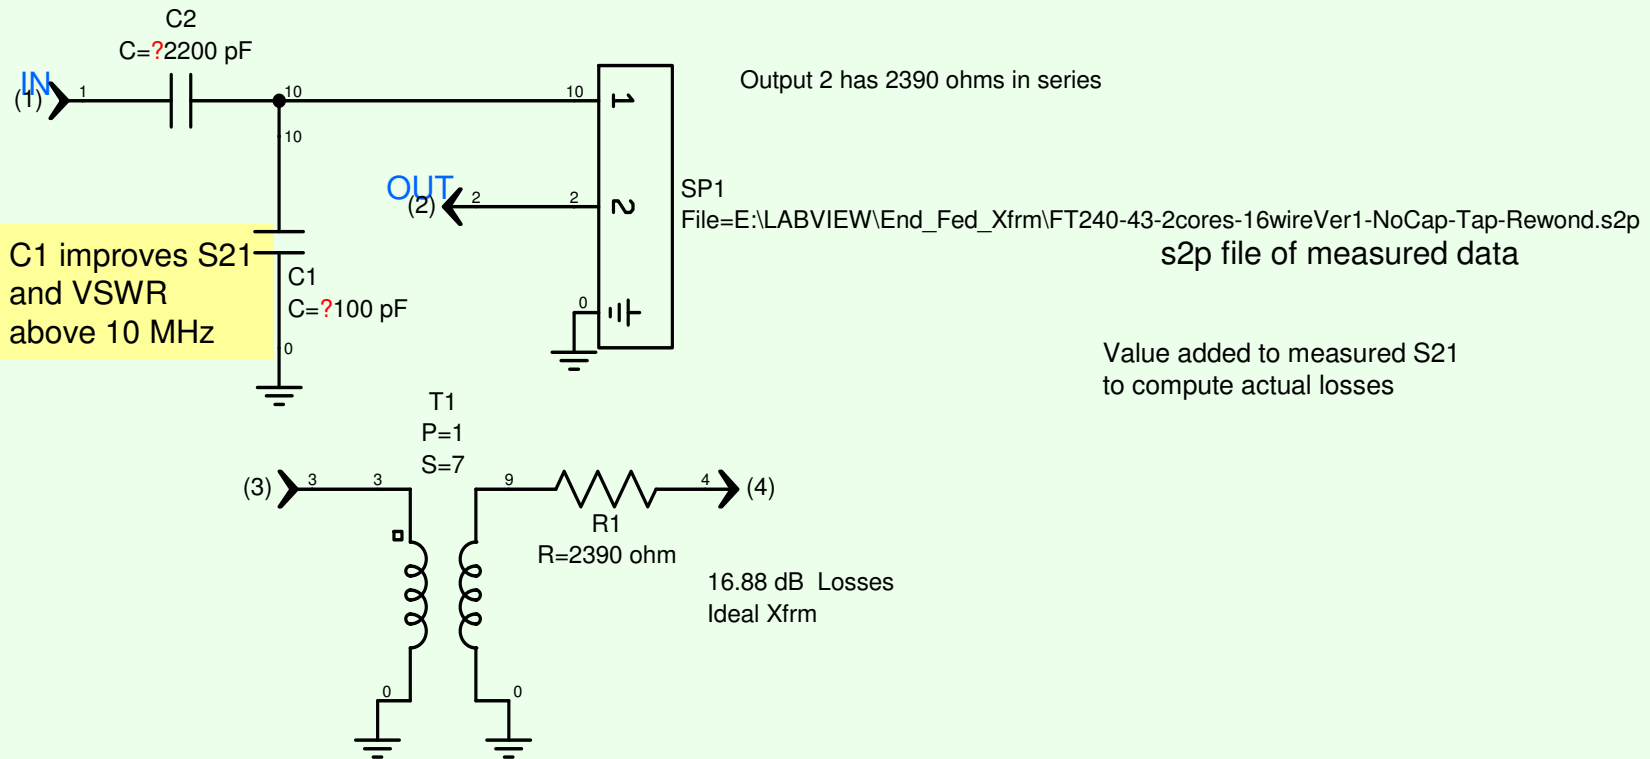 C2
C=?2200 pF
IN
(1)
1
10
10
1
Output 2 has 2390 ohms in series
10
OUT
(2)
2
2
2
SP1
File=E:\LABVIEW\End_Fed_Xfrm\FT240-43-2cores-16wireVer1-NoCap-Tap-Rewond.s2p
s2p file of measured data
C1 improves S21
and VSWR
above 10 MHz
C1
C=?100 pF
0
0
Value added to measured S21
to compute actual losses
T1
P=1
S=7
(3)
3
3
9
4
(4)
R1
R=2390 ohm
16.88 dB  Losses
Ideal Xfrm
0
0